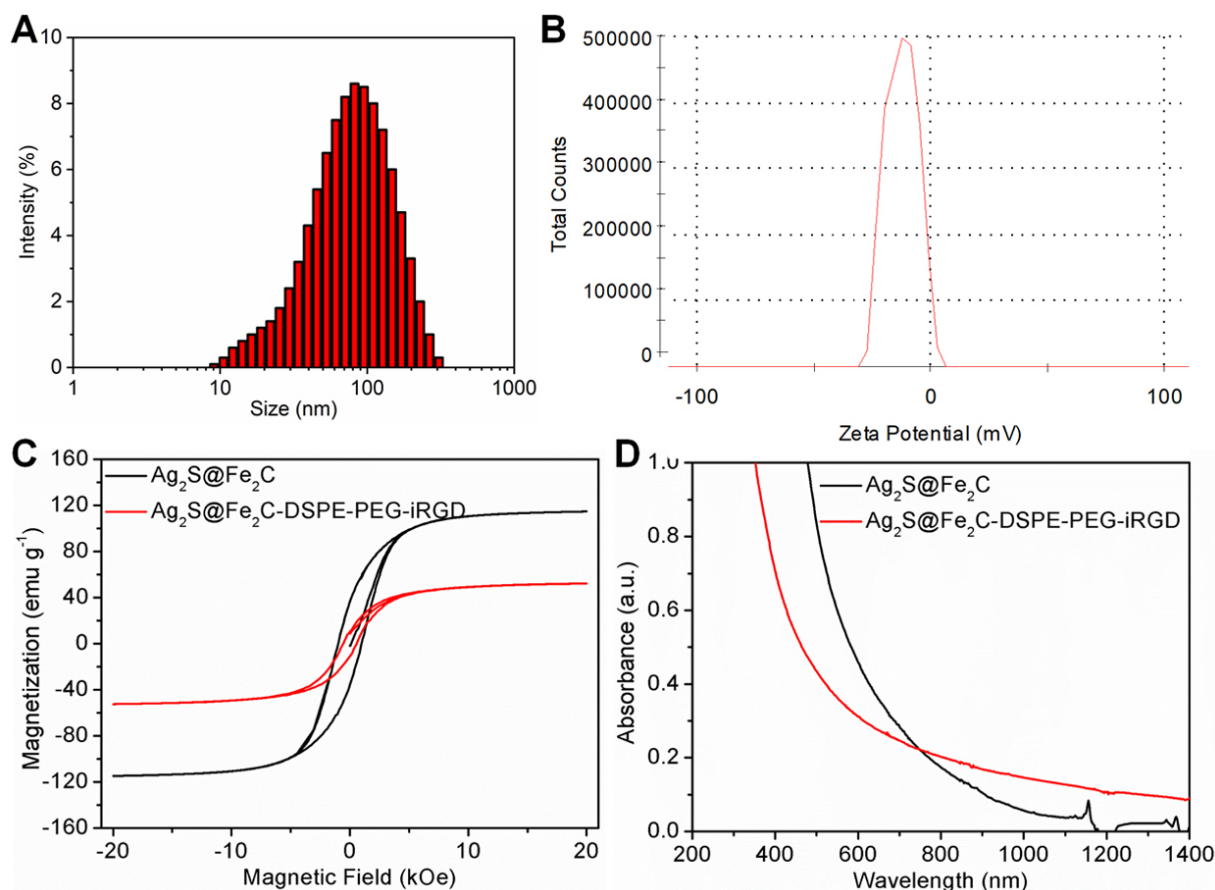 A
10
8
6
4
2
0
Intensity (%)
1
10
100
1000
Size (nm)
B
500000
400000
300000
200000
100000
0
Total Counts
-100
0
100
Zeta Potential (mV)
C
160
120
80
40
0
-40
-80
-120
-160
Magnetization (emu g⁻¹)
Ag₂S@Fe₂C
Ag₂S@Fe₂C-DSPE-PEG-iRGD
-20
-10
0
10
20
Magnetic Field (kOe)
D
1.0
0.8
0.6
0.4
0.2
0.0
Absorbance (a.u.)
Ag₂S@Fe₂C
Ag₂S@Fe₂C-DSPE-PEG-iRGD
200
400
600
800
1000
1200
1400
Wavelength (nm)